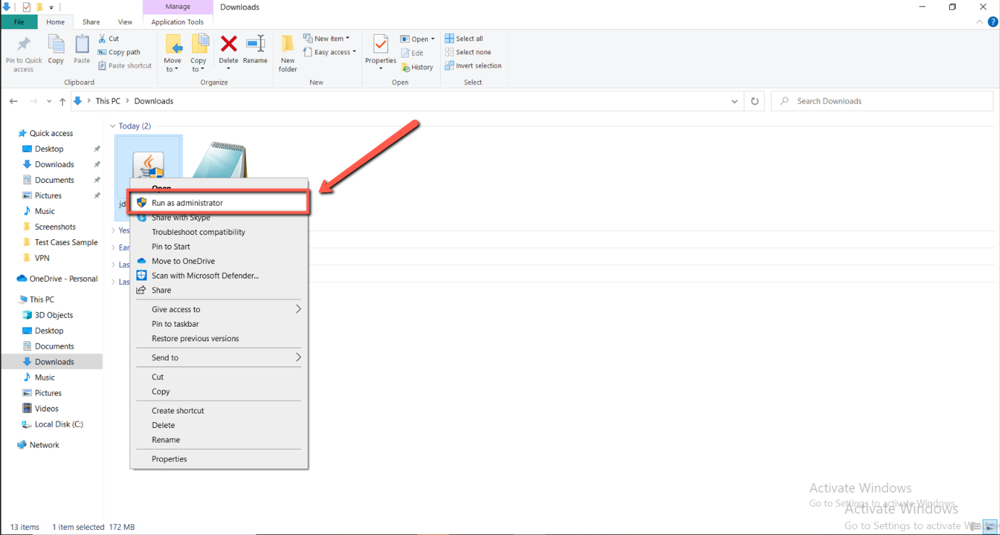 Manage
Downloads
File
Home
Share
View
Application Tools
Pin to Quick
access
Copy
Paste
Cut
Copy path
Paste shortcut
Clipboard
Move
to
Copy
to
Delete
Rename
Organize
New
folder
New item
Easy access
New
Properties
Open
Edit
History
Open
Select all
Select none
Invert selection
Select
This PC
Downloads
Search Downloads
Quick access
Desktop
Downloads
Documents
Pictures
Music
Screenshots
Test Cases Sample
VPN
OneDrive - Personal
This PC
3D Objects
Desktop
Documents
Downloads
Music
Pictures
Videos
Local Disk (C:)
Network
Today (2)
jd
Yes
Ear
Las
Las
Open
Run as administrator
Share with Skype
Troubleshoot compatibility
Pin to Start
Move to OneDrive
Scan with Microsoft Defender...
Share
Give access to
Pin to taskbar
Restore previous versions
Send to
Cut
Copy
Create shortcut
Delete
Rename
Properties
Activate Windows
Go to Settings to activate Windows.
Activate Windows
Go to Settings to activate Windows
13 items
1 item selected
172 MB